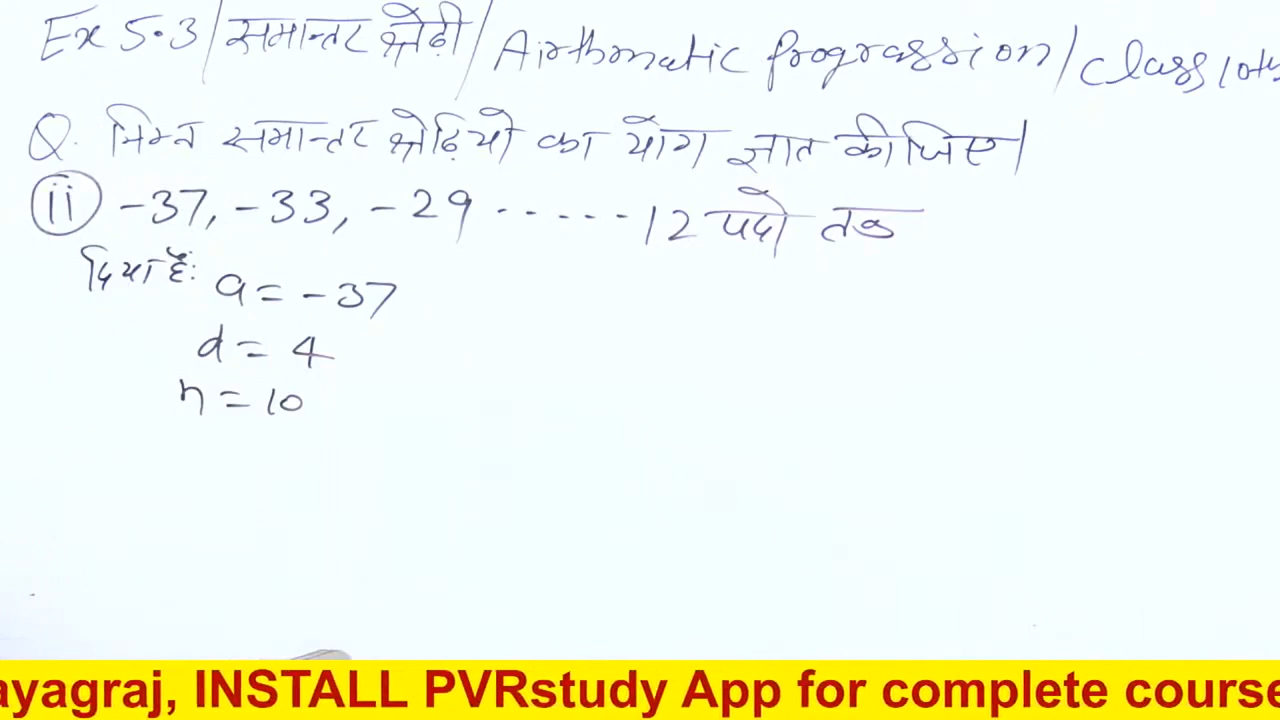 Ex 5.3/समान्तर श्रेढ़ी/Airthmatic Prograssion/Class 10th
Q. निम्न समान्तर श्रेढ़ियों का योग ज्ञात कीजिए।
(ii) -37, -33, -29 ...... 12 पदों तक
दिया है:
a = -37
d = 4
n = 10
ayagraj, INSTALL PVRstudy App for complete course